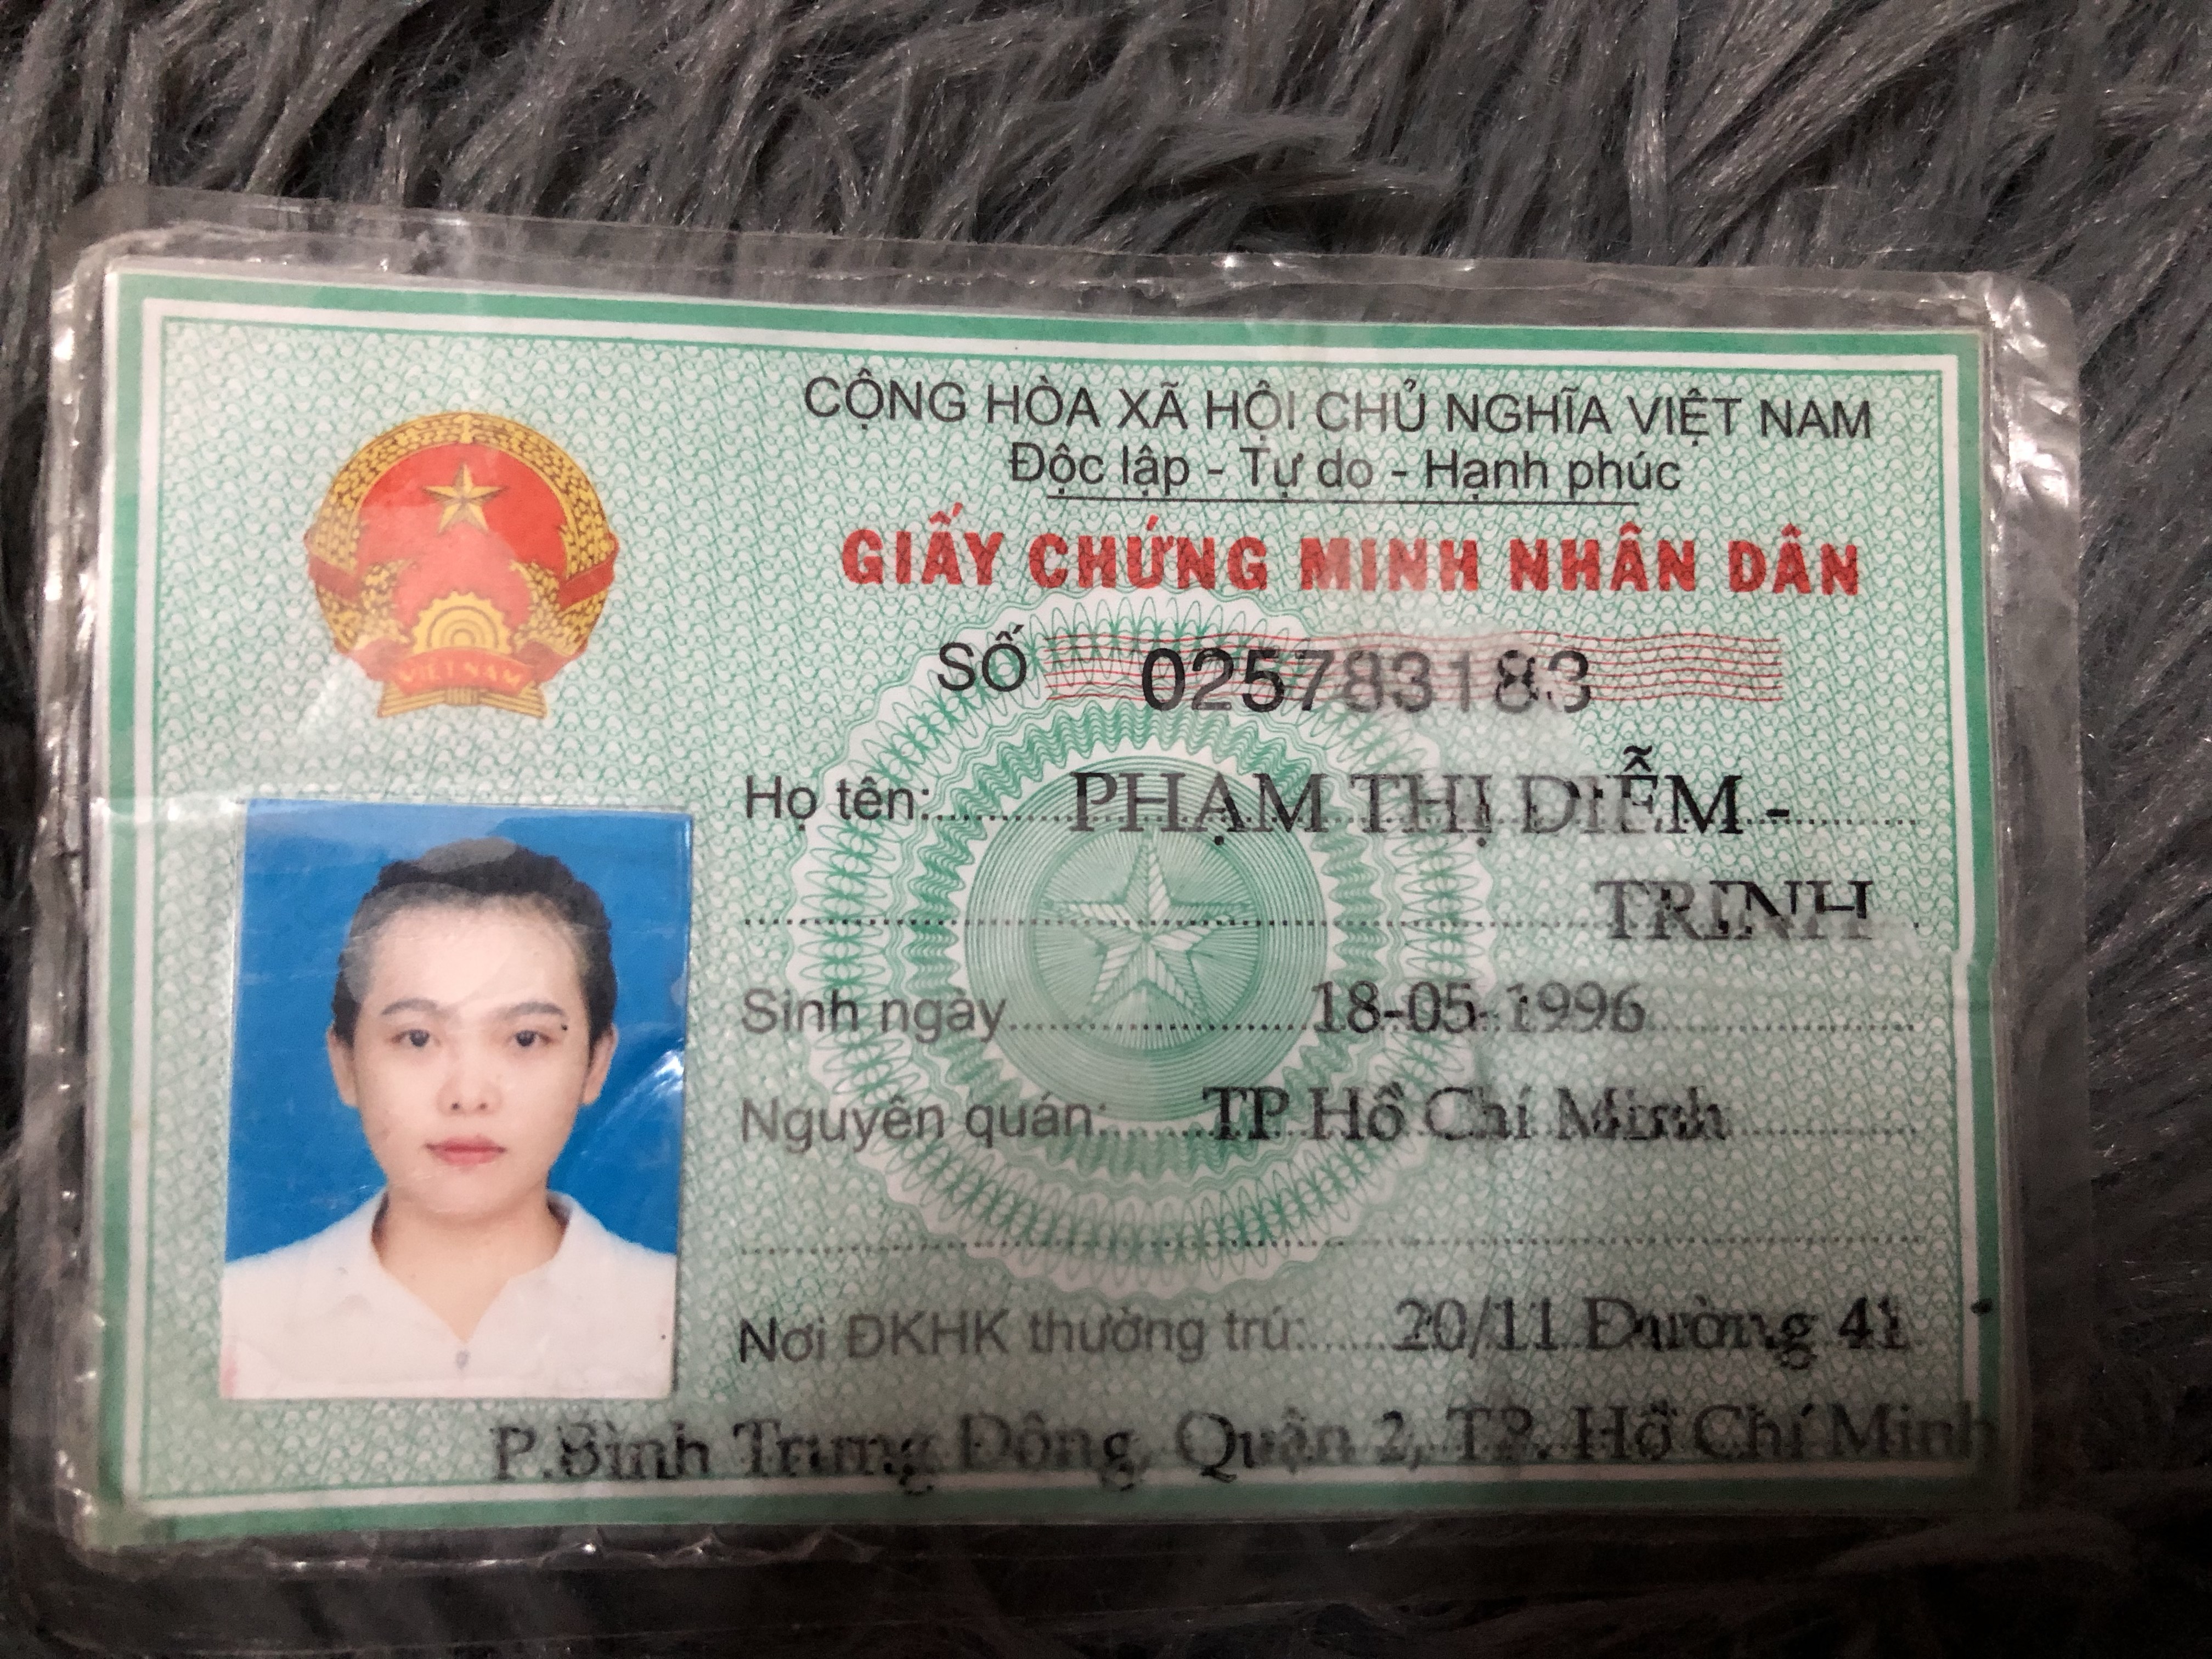 CỘNG HÒA XÃ HỘI CHỦ NGHĨA VIỆT NAM
Độc lập - Tự do - Hạnh phúc
GIẤY CHỨNG MINH NHÂN DÂN
SỐ 025783183
VIỆT NAM
Họ tên: PHẠM THỊ DIỄM -
TRINH
Sinh ngày 18-05-1996
Nguyên quán: TP Hồ Chí Minh
Nơi ĐKHK thường trú: 20/11 Đường 41
P.Bình Trưng Đông, Quận 2, TP. Hồ Chí Minh